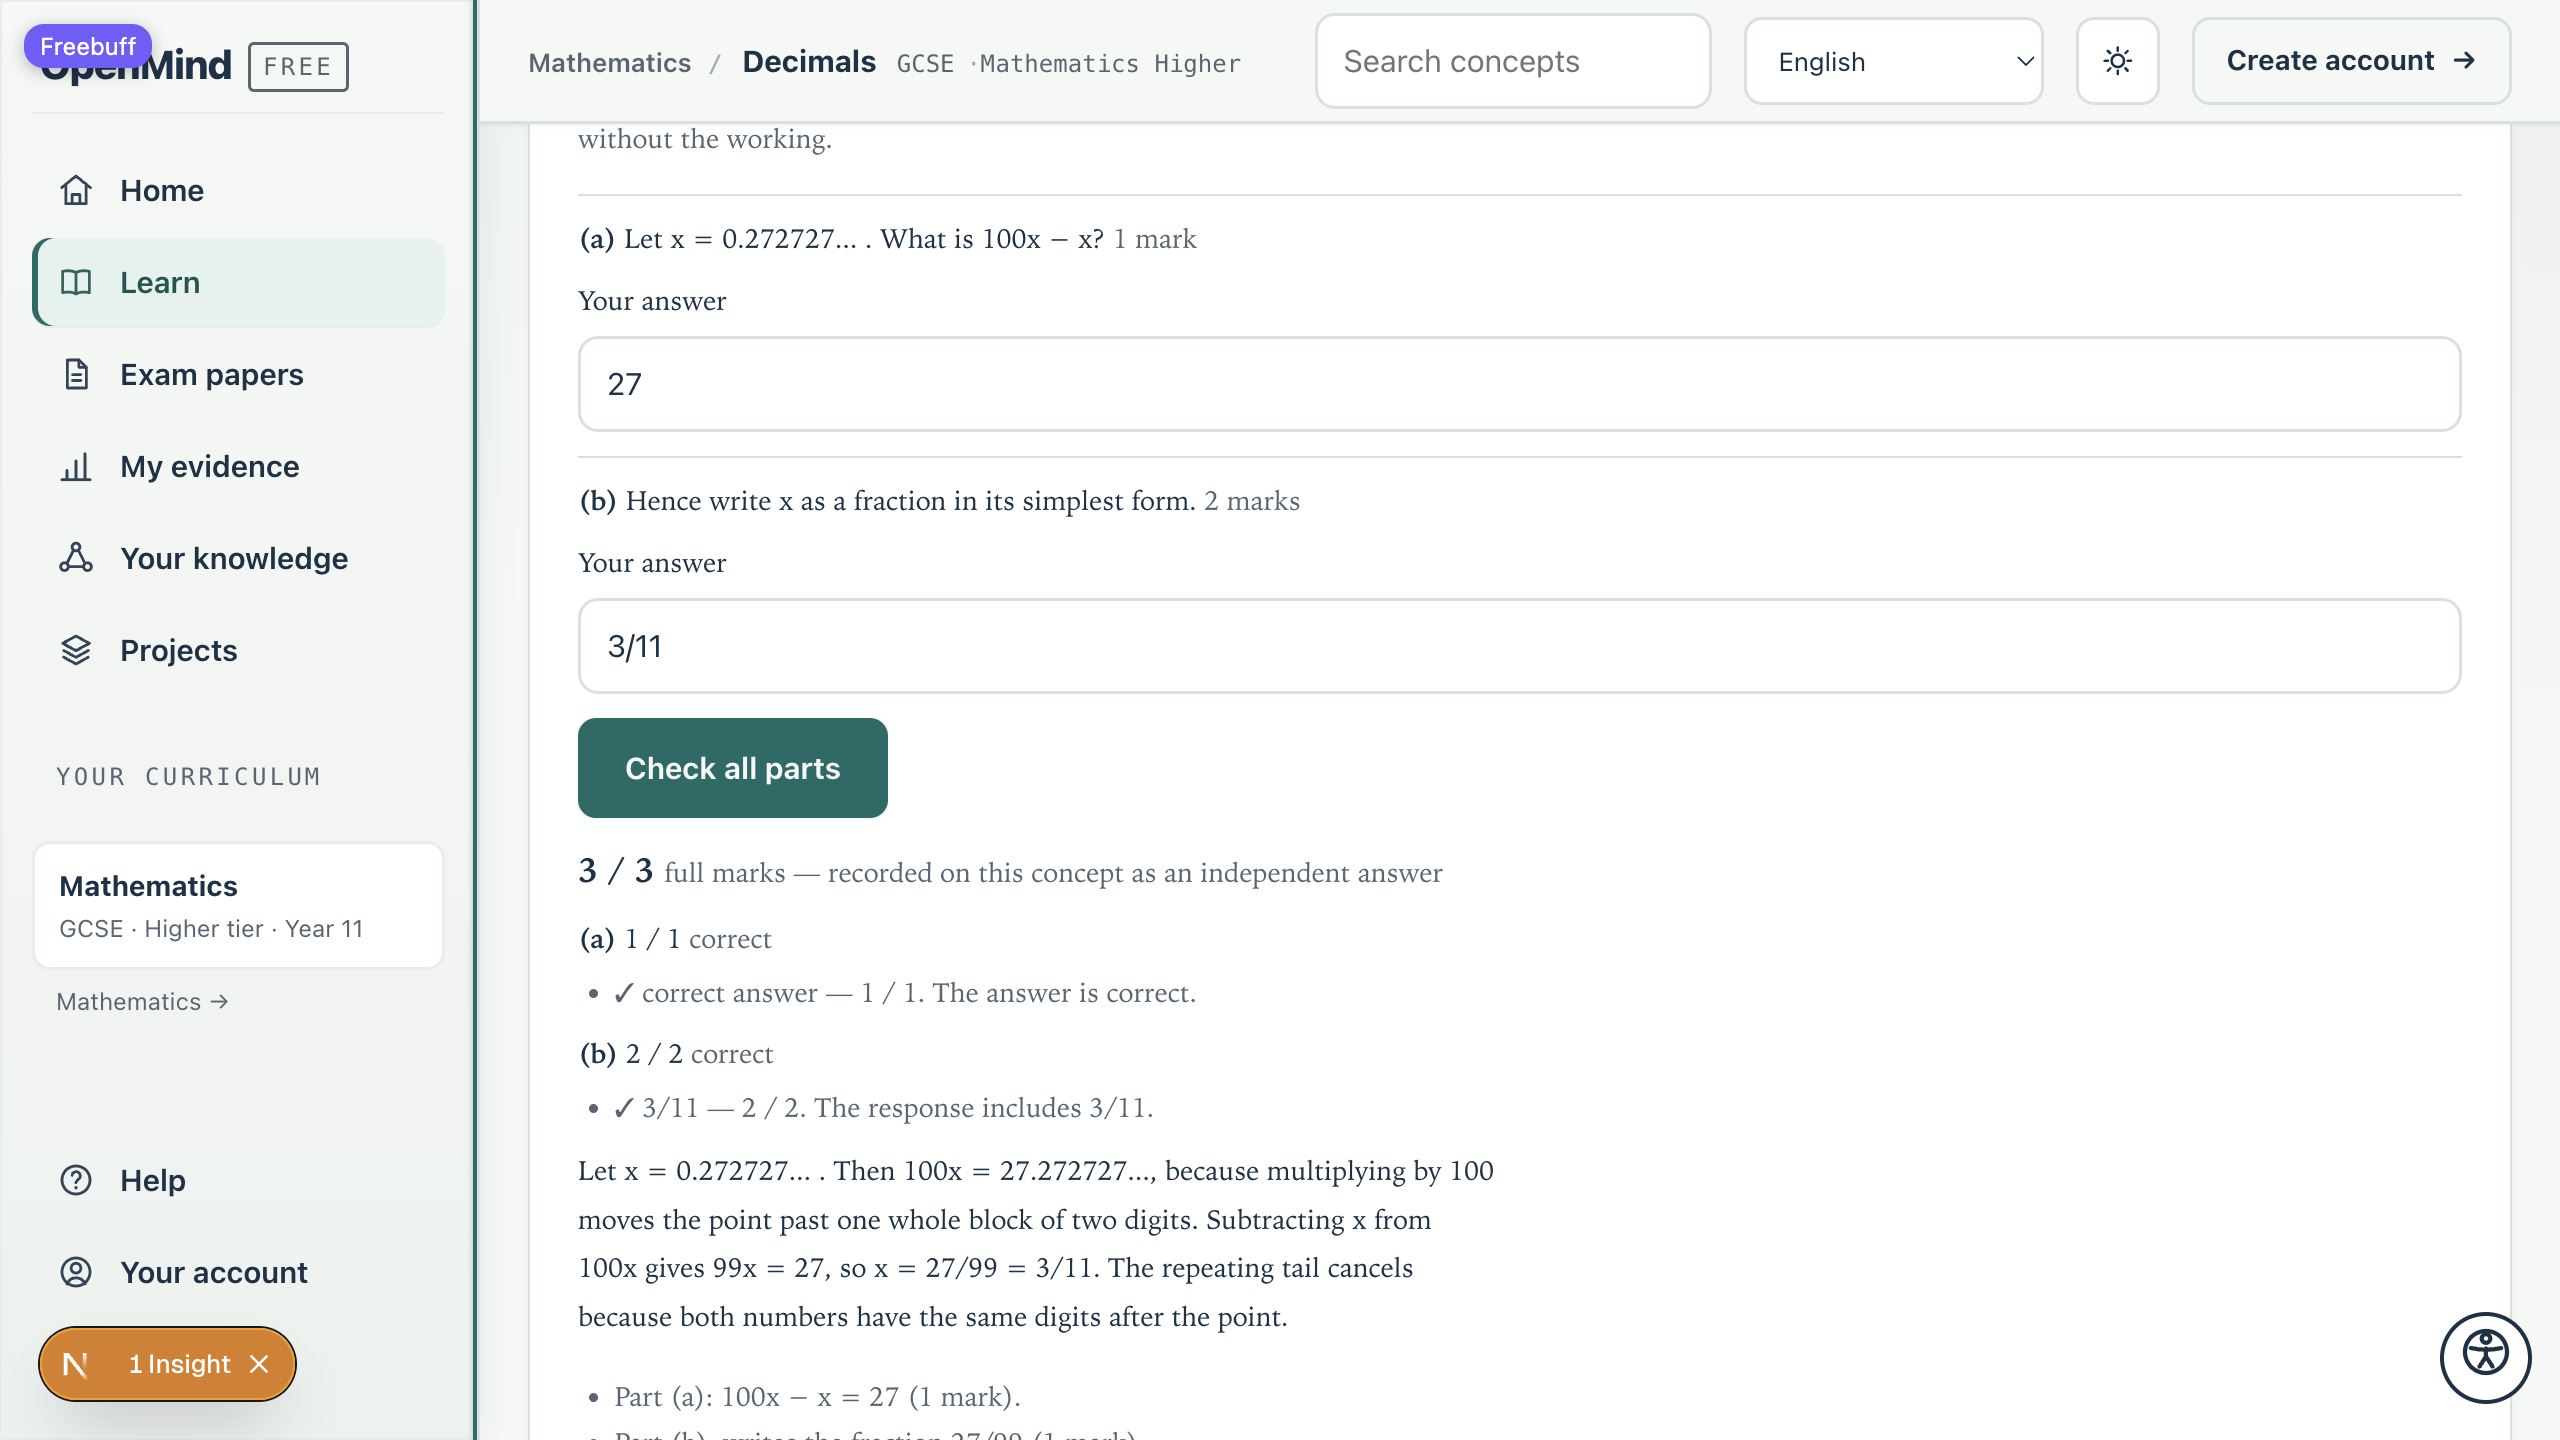 Freebuff
OpenMind FREE
Home
Learn
Exam papers
My evidence
Your knowledge
Projects
YOUR CURRICULUM
Mathematics
GCSE · Higher tier · Year 11
Mathematics →
Help
Your account
1 Insight
Mathematics / Decimals GCSE · Mathematics Higher
Search concepts
English
Create account →
without the working.
(a) Let x = 0.272727... . What is 100x − x? 1 mark
Your answer
27
(b) Hence write x as a fraction in its simplest form. 2 marks
Your answer
3/11
Check all parts
3 / 3 full marks — recorded on this concept as an independent answer
(a) 1 / 1 correct
• ✓ correct answer — 1 / 1. The answer is correct.
(b) 2 / 2 correct
• ✓ 3/11 — 2 / 2. The response includes 3/11.
Let x = 0.272727... . Then 100x = 27.272727..., because multiplying by 100
moves the point past one whole block of two digits. Subtracting x from
100x gives 99x = 27, so x = 27/99 = 3/11. The repeating tail cancels
because both numbers have the same digits after the point.
• Part (a): 100x − x = 27 (1 mark).
• Part (b): writes the fraction 27/99 (1 mark)